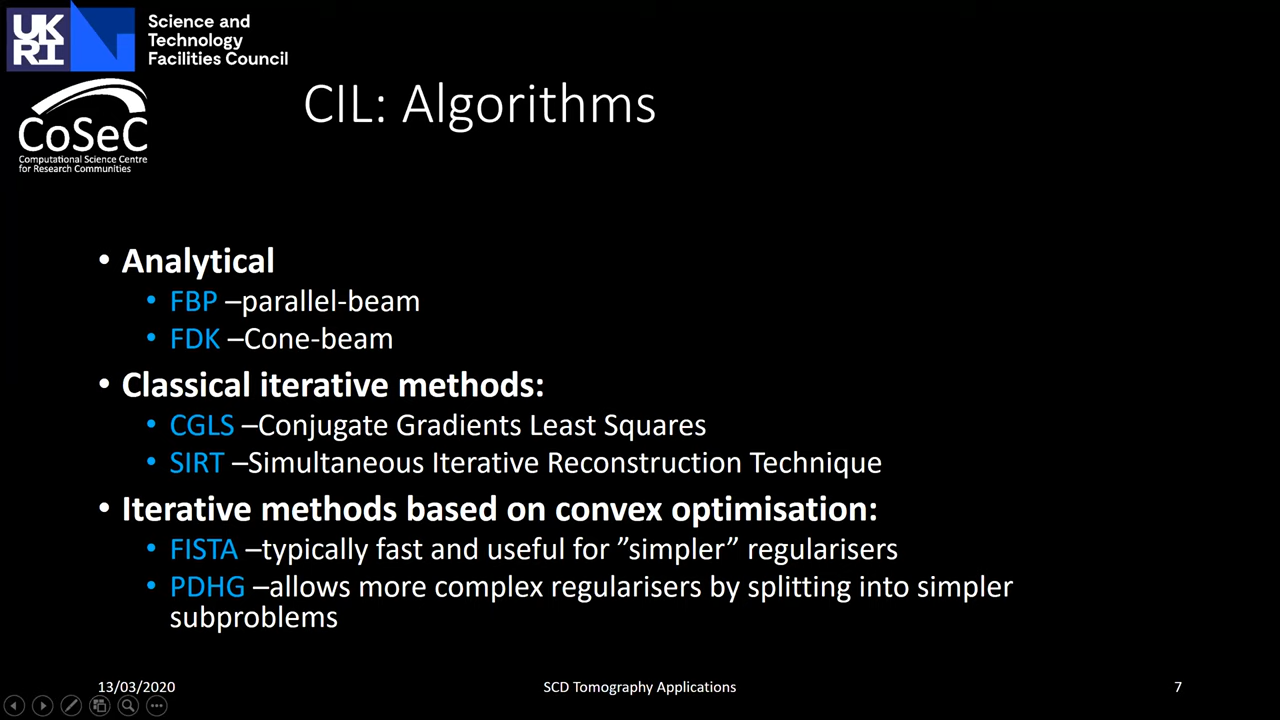 UK
RI
Science and
Technology
Facilities Council
CoSeC
Computational Science Centre
for Research Communities
CIL: Algorithms
• Analytical
• FBP –parallel-beam
• FDK –Cone-beam
• Classical iterative methods:
• CGLS –Conjugate Gradients Least Squares
• SIRT –Simultaneous Iterative Reconstruction Technique
• Iterative methods based on convex optimisation:
• FISTA –typically fast and useful for ”simpler” regularisers
• PDHG –allows more complex regularisers by splitting into simpler
subproblems
13/03/2020
SCD Tomography Applications
7